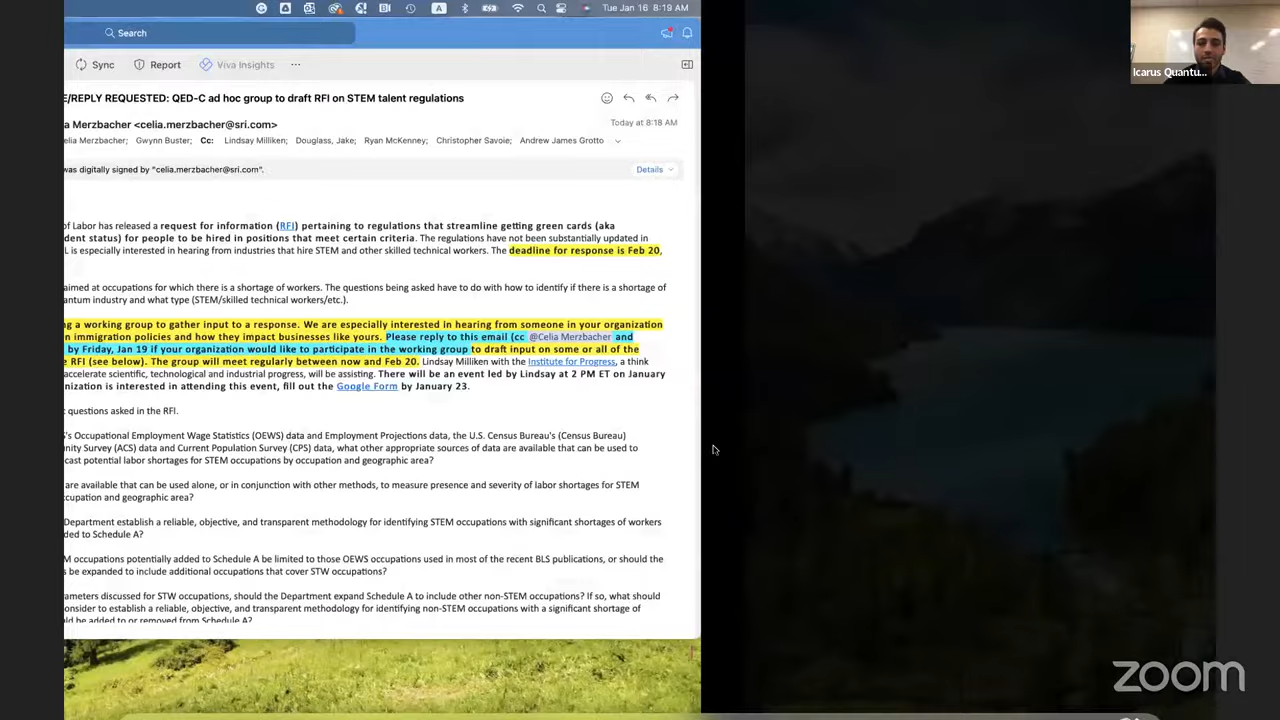 Tue Jan 16 8:19 AM
Search
Sync Report Viva Insights ...
E/REPLY REQUESTED: QED-C ad hoc group to draft RFI on STEM talent regulations
a Merzbacher <celia.merzbacher@sri.com>
Today at 8:18 AM
elia Merzbacher; Gwynn Buster; Cc: Lindsay Milliken; Douglass, Jake; Ryan McKenney; Christopher Savoie; Andrew James Grotto
was digitally signed by "celia.merzbacher@sri.com".
Details
of Labor has released a request for information (RFI) pertaining to regulations that streamline getting green cards (aka
dent status) for people to be hired in positions that meet certain criteria. The regulations have not been substantially updated in
L is especially interested in hearing from industries that hire STEM and other skilled technical workers. The deadline for response is Feb 20,
aimed at occupations for which there is a shortage of workers. The questions being asked have to do with how to identify if there is a shortage of
antum industry and what type (STEM/skilled technical workers/etc.).
ng a working group to gather input to a response. We are especially interested in hearing from someone in your organization
n immigration policies and how they impact businesses like yours. Please reply to this email (cc @Celia Merzbacher and
by Friday, Jan 19 if your organization would like to participate in the working group to draft input on some or all of the
e RFI (see below). The group will meet regularly between now and Feb 20. Lindsay Milliken with the Institute for Progress, a think
accelerate scientific, technological and industrial progress, will be assisting. There will be an event led by Lindsay at 2 PM ET on January
ganization is interested in attending this event, fill out the Google Form by January 23.
c questions asked in the RFI.
S's Occupational Employment Wage Statistics (OEWS) data and Employment Projections data, the U.S. Census Bureau's (Census Bureau)
unity Survey (ACS) data and Current Population Survey (CPS) data, what other appropriate sources of data are available that can be used to
cast potential labor shortages for STEM occupations by occupation and geographic area?
are available that can be used alone, or in conjunction with other methods, to measure presence and severity of labor shortages for STEM
ccupation and geographic area?
Department establish a reliable, objective, and transparent methodology for identifying STEM occupations with significant shortages of workers
ded to Schedule A?
M occupations potentially added to Schedule A be limited to those OEWS occupations used in most of the recent BLS publications, or should the
s be expanded to include additional occupations that cover STW occupations?
rameters discussed for STW occupations, should the Department expand Schedule A to include other non-STEM occupations? If so, what should
onsider to establish a reliable, objective, and transparent methodology for identifying non-STEM occupations with a significant shortage of
uld be added to or removed from Schedule A?
Icarus Quantu...
zoom